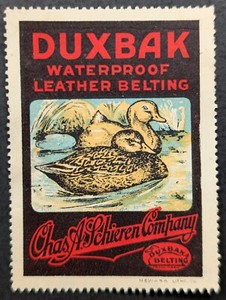 DUXBAK
WATERPROOF
LEATHER BELTING
Chas. A. Schieren Company
DUXBAK
BELTING